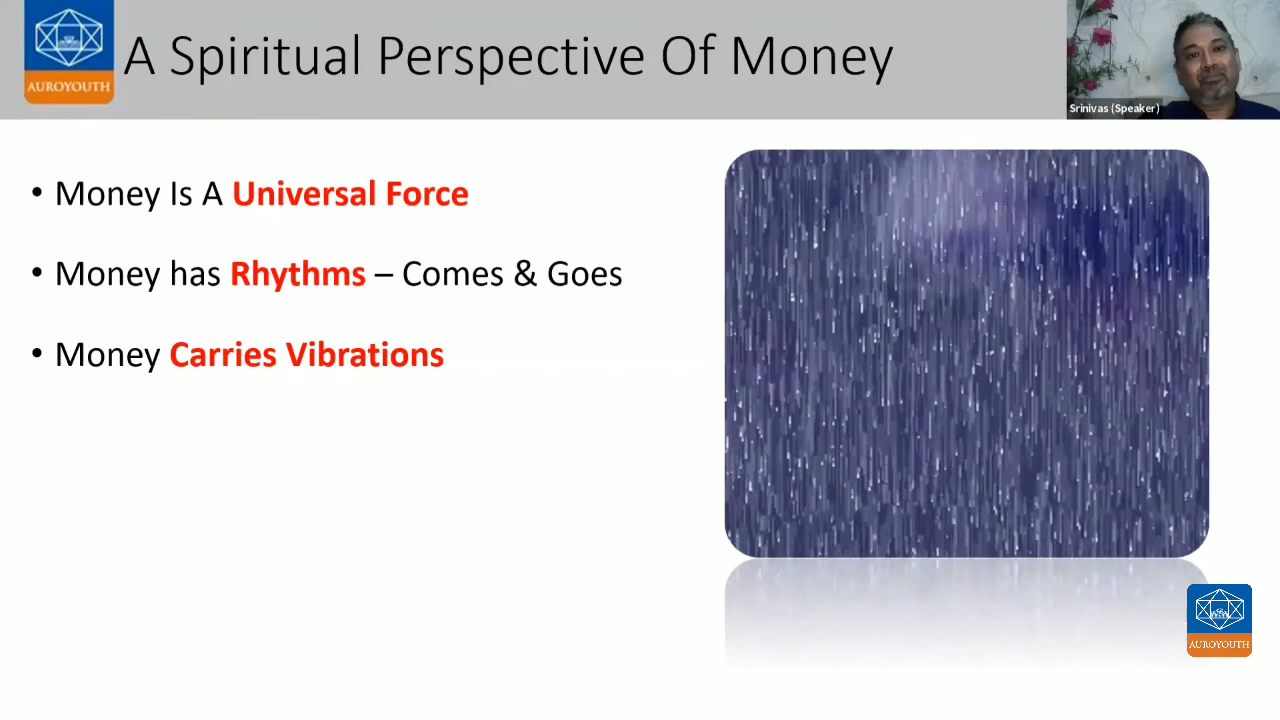 A Spiritual Perspective Of Money
AUROYOUTH
Srinivas (Speaker)
• Money Is A Universal Force
• Money has Rhythms – Comes & Goes
• Money Carries Vibrations
AUROYOUTH